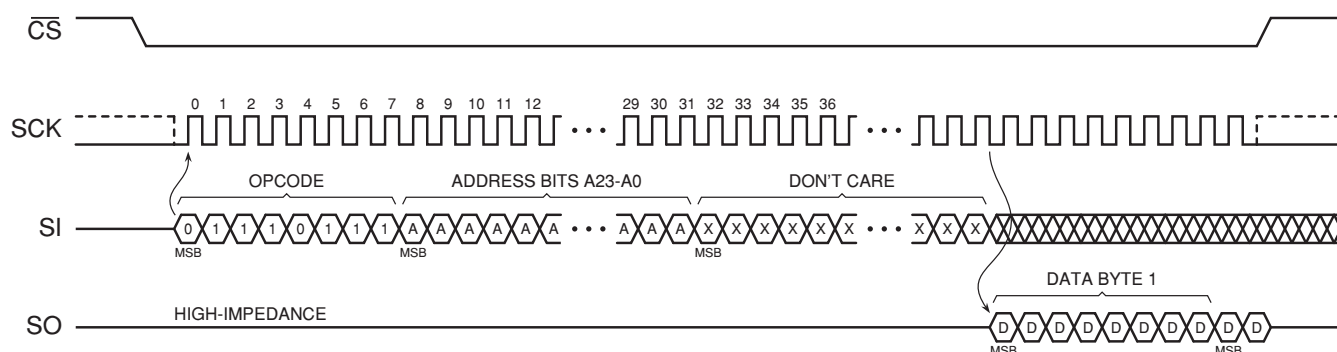 CS
0 1 2 3 4 5 6 7 8 9 10 11 12 29 30 31 32 33 34 35 36
SCK
OPCODE ADDRESS BITS A23-A0 DON'T CARE
SI 0 1 1 1 0 1 1 1 A A A A A A A A A X X X X X X X X X
MSB MSB MSB
DATA BYTE 1
HIGH-IMPEDANCE
SO D D D D D D D D D D
MSB MSB